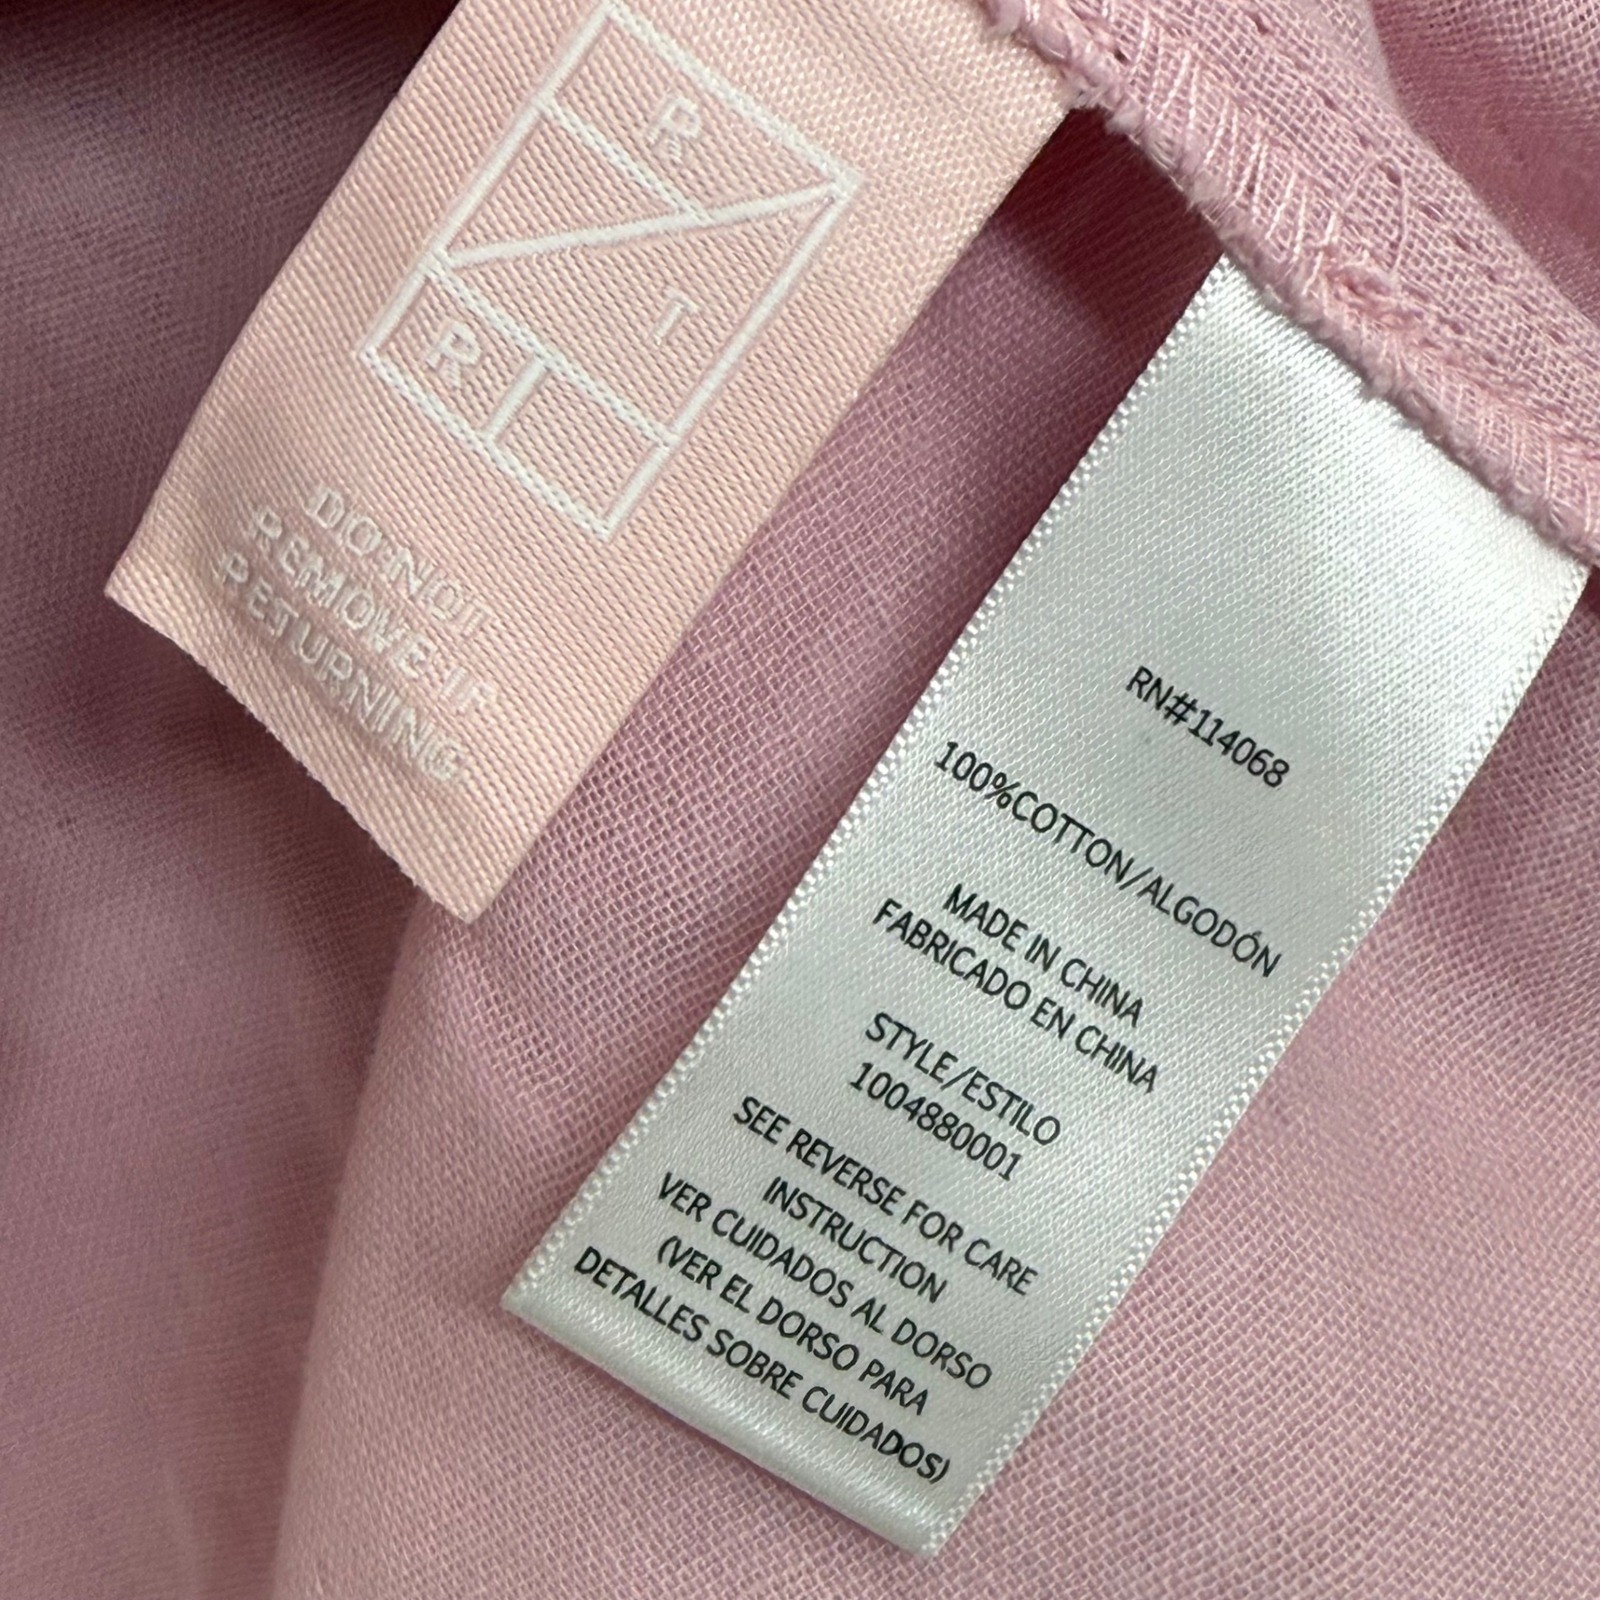 R
T
R
DO NOT
REMOVE IF
RETURNING
RN#114068
100%COTTON/ALGODÓN
MADE IN CHINA
FABRICADO EN CHINA
STYLE/ESTILO
1004880001
SEE REVERSE FOR CARE
INSTRUCTION
VER CUIDADOS AL DORSO
(VER EL DORSO PARA
DETALLES SOBRE CUIDADOS)